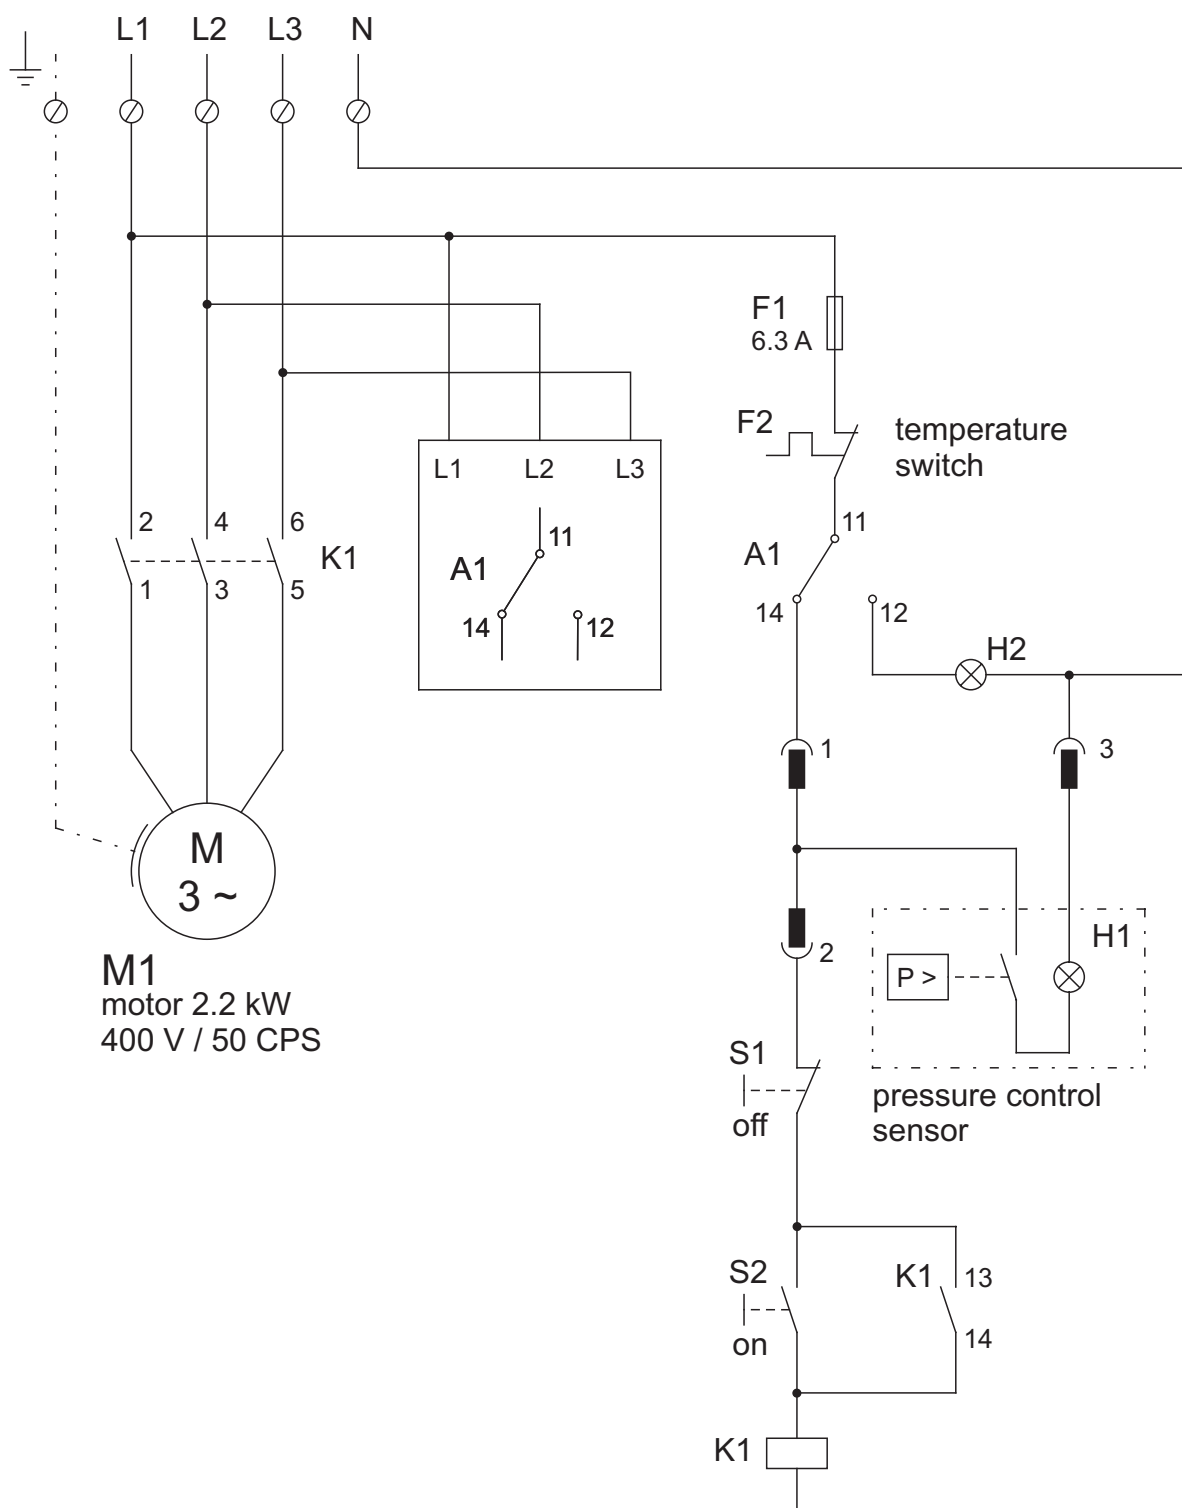 L1 L2 L3 N
F1
6.3 A
F2
temperature
switch
L1 L2 L3
11
A1
14 12
2 4 6
K1
1 3 5
11
A1
14 12
H2
1
3
M
3 ~
M1
motor 2.2 kW
400 V / 50 CPS
2
P >
H1
pressure control
sensor
S1
off
S2
on
K1
13
14
K1